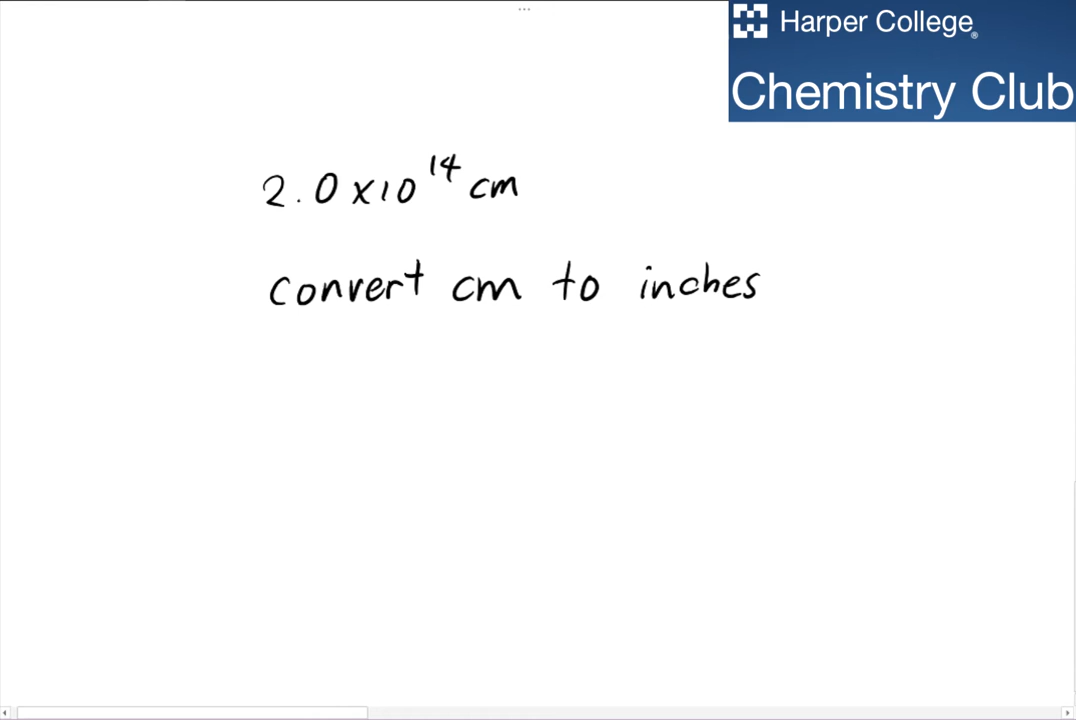 Harper College®
Chemistry Club
2.0x10¹⁴ cm
convert cm to inches